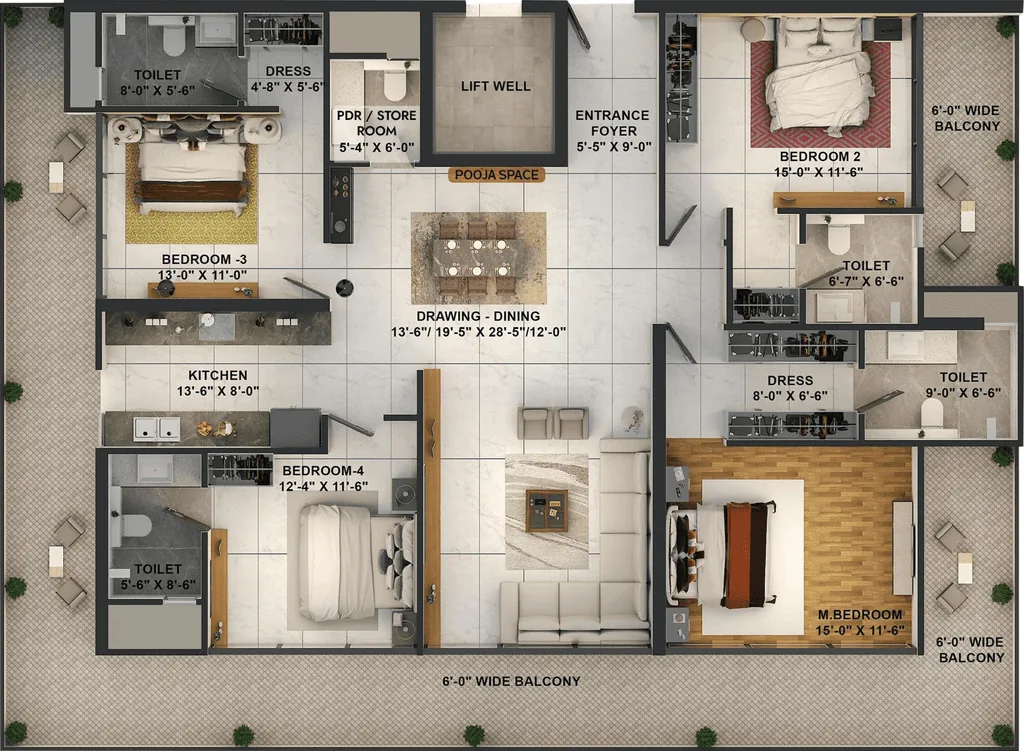 TOILET
8'-0" X 5'-6"
DRESS
4'-8" X 5'-6"
PDR / STORE
ROOM
5'-4" X 6'-0"
LIFT WELL
ENTRANCE
FOYER
5'-5" X 9'-0"
BEDROOM 2
15'-0" X 11'-6"
6'-0" WIDE
BALCONY
POOJA SPACE
BEDROOM -3
13'-0" X 11'-0"
TOILET
6'-7" X 6'-6"
DRAWING - DINING
13'-6"/ 19'-5" X 28'-5"/12'-0"
KITCHEN
13'-6" X 8'-0"
DRESS
8'-0" X 6'-6"
TOILET
9'-0" X 6'-6"
BEDROOM-4
12'-4" X 11'-6"
TOILET
5'-6" X 8'-6"
M.BEDROOM
15'-0" X 11'-6"
6'-0" WIDE
BALCONY
6'-0" WIDE BALCONY